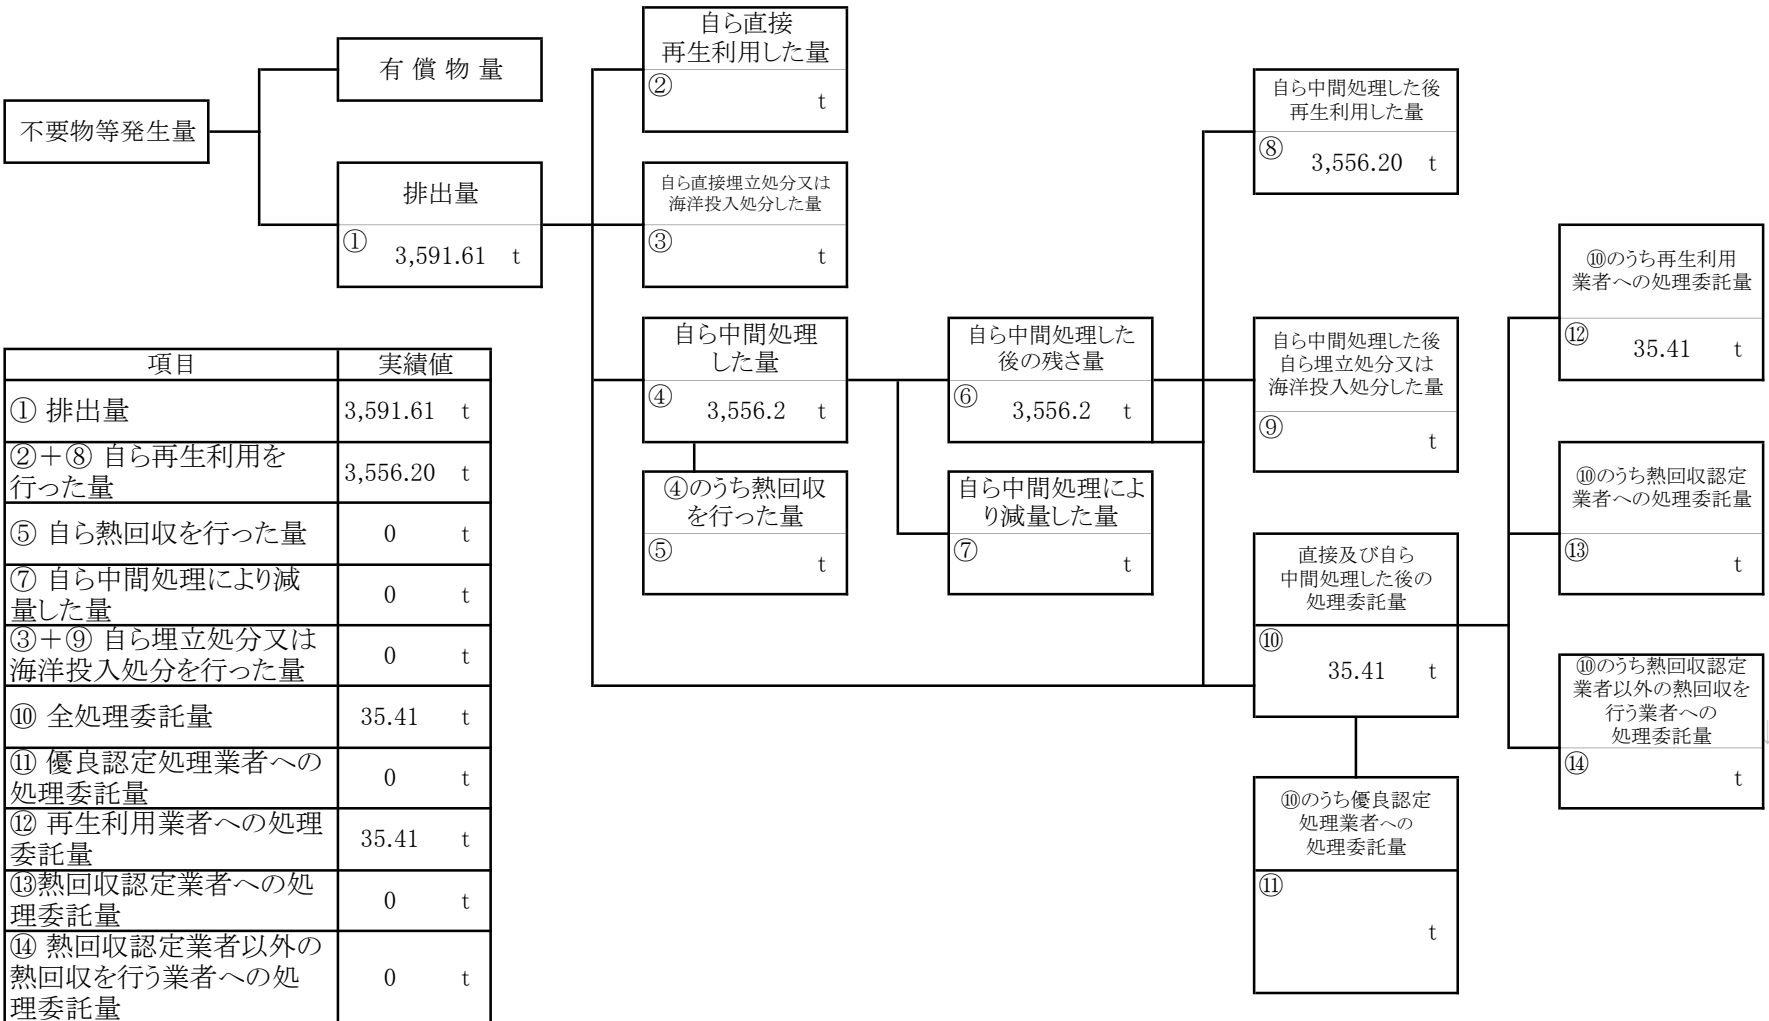 不要物等発生量
有 償 物 量
排出量
①
3,591.61 t
自ら直接
再生利用した量
②
t
自ら直接埋立処分又は
海洋投入処分した量
③
t
自ら中間処理
した量
④
3,556.2 t
④のうち熱回収
を行った量
⑤
t
自ら中間処理した
後の残さ量
⑥
3,556.2 t
自ら中間処理によ
り減量した量
⑦
t
自ら中間処理した後
再生利用した量
⑧
3,556.20 t
自ら中間処理した後
自ら埋立処分又は
海洋投入処分した量
⑨
t
直接及び自ら
中間処理した後の
処理委託量
⑩
35.41 t
⑩のうち優良認定
処理業者への
処理委託量
⑪
t
⑩のうち再生利用
業者への処理委託量
⑫
35.41 t
⑩のうち熱回収認定
業者への処理委託量
⑬
t
⑩のうち熱回収認定
業者以外の熱回収を
行う業者への
処理委託量
⑭
t
項目 実績値
① 排出量 3,591.61 t
②＋⑧ 自ら再生利用を
行った量
3,556.20 t
⑤ 自ら熱回収を行った量 0 t
⑦ 自ら中間処理により減
量した量
0 t
③＋⑨ 自ら埋立処分又は
海洋投入処分を行った量
0 t
⑩ 全処理委託量 35.41 t
⑪ 優良認定処理業者への
処理委託量
0 t
⑫ 再生利用業者への処理
委託量
35.41 t
⑬熱回収認定業者への処
理委託量
0 t
⑭ 熱回収認定業者以外の
熱回収を行う業者への処
理委託量
0 t